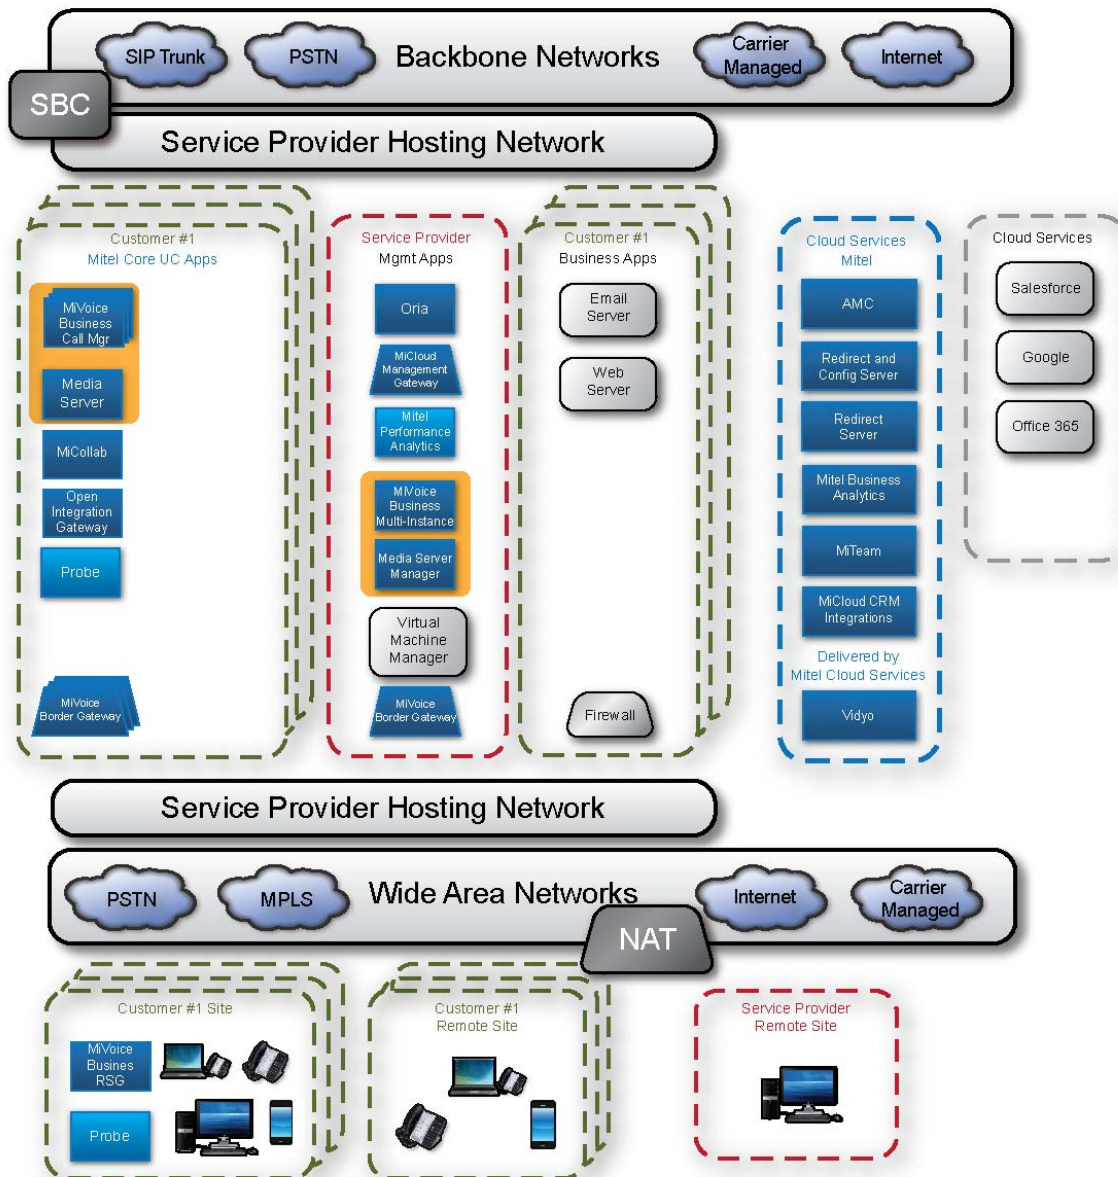 SIP Trunk
PSTN
Backbone Networks
Carrier
Managed
Internet
SBC
Service Provider Hosting Network
Customer #1
Mitel Core UC Apps
MiVoice
Business
Call Mgr
Media
Server
MiCollab
Open
Integration
Gateway
Probe
MiVoice
Border Gateway
Service Provider
Mgmt Apps
Oria
MiCloud
Management
Gateway
Mitel
Performance
Analytics
MiVoice
Business
Multi-Instance
Media Server
Manager
Virtual
Machine
Manager
MiVoice
Border Gateway
Customer #1
Business Apps
Email
Server
Web
Server
Firewall
Cloud Services
Mitel
AMC
Redirect and
Config Server
Redirect
Server
Mitel Business
Analytics
MiTeam
MiCloud CRM
Integrations
Delivered by
Mitel Cloud Services
Vidyo
Cloud Services
Salesforce
Google
Office 365
Service Provider Hosting Network
PSTN
MPLS
Wide Area Networks
Internet
Carrier
Managed
NAT
Customer #1 Site
MiVoice
Busines
RSG
Probe
Customer #1
Remote Site
Service Provider
Remote Site